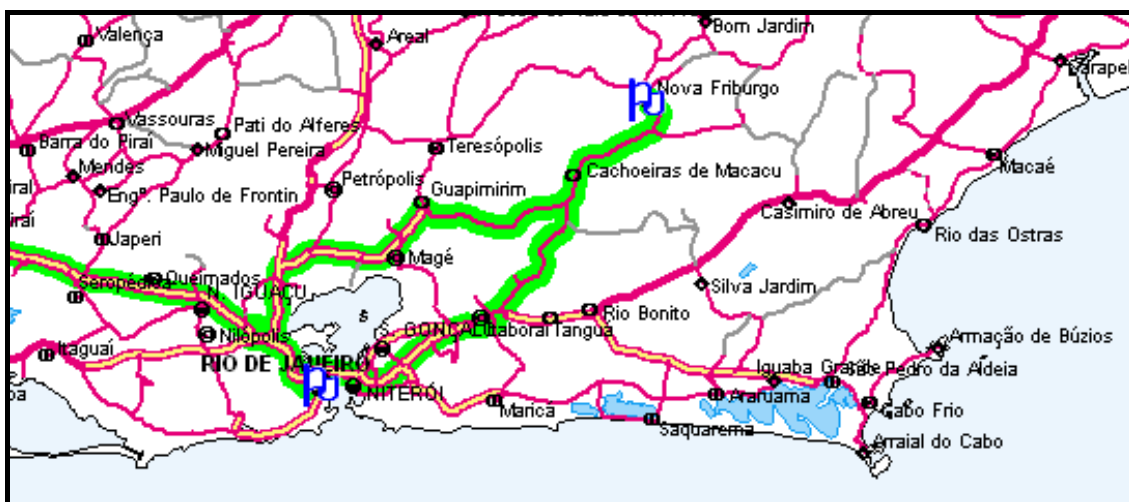 Valença
Areal
Bom Jardim
Nova Friburgo
Vassouras
Pati do Alferes
Barra do Pirai
Miguel Pereira
Teresópolis
Macaé
Mendes
Petrópolis
Cachoeiras de Macacu
Engº. Paulo de Frontin
Guapimirim
Casimiro de Abreu
Rio das Ostras
Japeri
Magé
Queimados
Seropédica
N. IGUAÇU
Silva Jardim
Rio Bonito
Itaboraí
Tanguá
S. GONÇALO
Nilópolis
Itaguaí
RIO DE JANEIRO
Armação de Búzios
Iguaba Grande
São Pedro da Aldeia
NITERÓI
Araruama
Marica
Cabo Frio
Saquarema
Arraial do Cabo